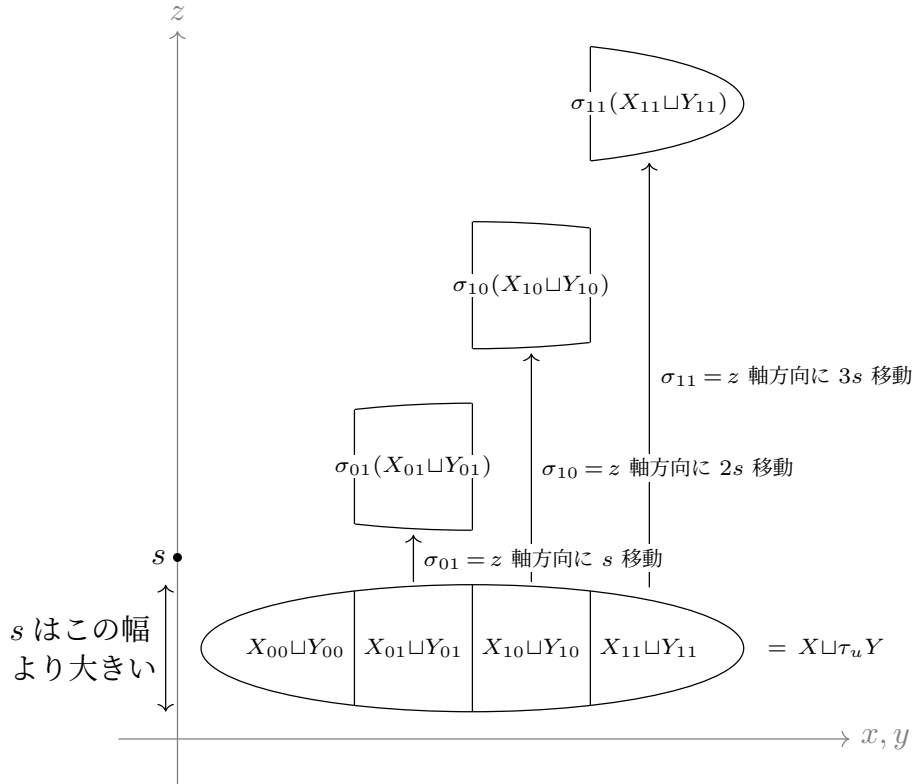 z
σ₁₁(X₁₁⊔Y₁₁)
σ₁₀(X₁₀⊔Y₁₀)
σ₁₁ = z 軸方向に 3s 移動
σ₀₁(X₀₁⊔Y₀₁)
σ₁₀ = z 軸方向に 2s 移動
s
σ₀₁ = z 軸方向に s 移動
s はこの幅
より大きい
X₀₀⊔Y₀₀
X₀₁⊔Y₀₁
X₁₀⊔Y₁₀
X₁₁⊔Y₁₁
= X⊔τᵤY
x, y